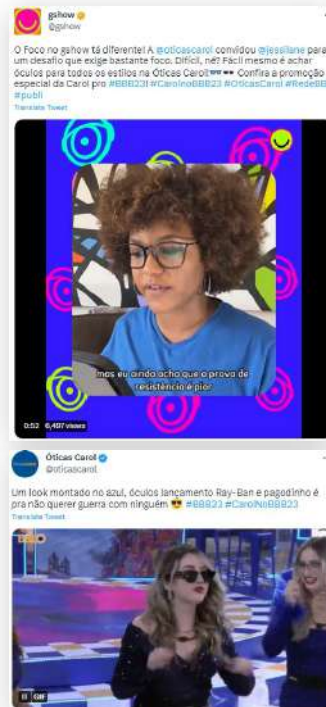 gshow
@gshow
O Foco no gshow tá diferente! A @oticascarol convidou @jessilane para
um desafio que exige bastante foco. Difícil, né? Fácil mesmo é achar
óculos para todos os estilos na Óticas Carol! Confira a promoção
especial da Carol pro #BBB23! #CarolnoBBB23 #OticasCarol #RedeBBB
#publi
Translate Tweet
mas eu ainda acho que a prova de
resistência é pior
0:52 6,497 views
Óticas Carol
@oticascarol
Um look montado no azul, óculos lançamento Ray-Ban e pagodinho é
pra não querer guerra com ninguém 😎 #BBB23 #CarolNoBBB23
Translate Tweet
BELO
GIF